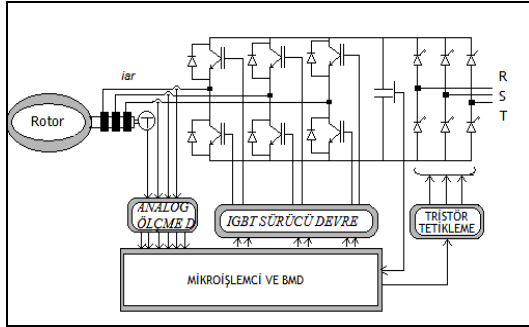 iar
Rotor
T
R
S
T
ANALOG
ÖLÇME D
IGBT SÜRÜCÜ DEVRE
TRİSTÖR
TETİKLEME
MİKROİŞLEMCİ VE BMD